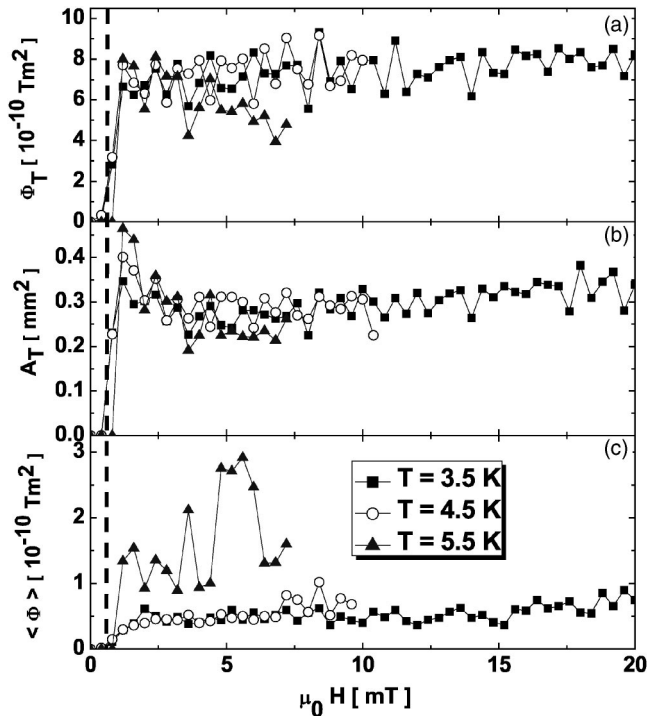 (a)
Φ_T [ 10^-10 Tm^2 ]
10
8
6
4
2
0
(b)
A_T [ mm^2 ]
0.4
0.3
0.2
0.1
0.0
(c)
< Φ > [ 10^-10 Tm^2 ]
3
2
1
0
T = 3.5 K
T = 4.5 K
T = 5.5 K
0 5 10 15 20
μ_0 H [ mT ]